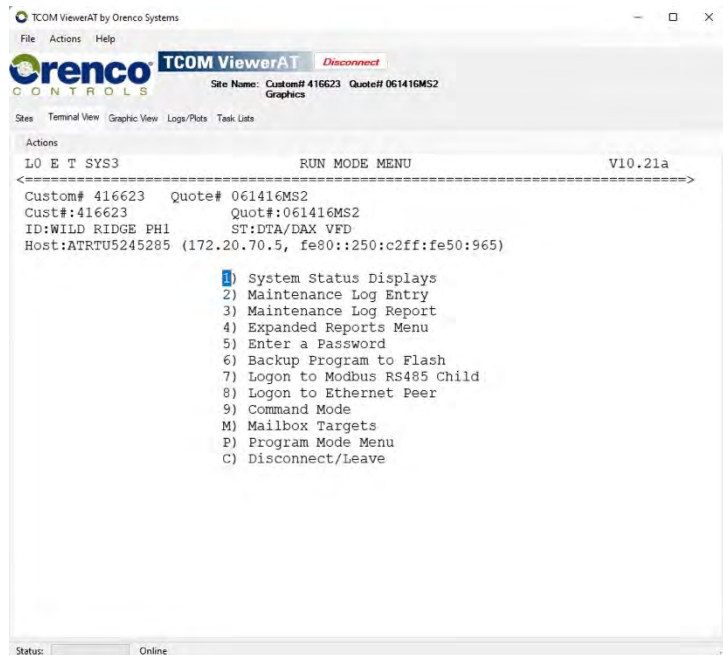 TCOM ViewerAT by Orenco Systems
File Actions Help
Orenco
CONTROLS
TCOM ViewerAT Disconnect
Site Name: Custom# 416623 Quote# 061416MS2
Graphics
Sites Terminal View Graphic View Logs/Plots Task Lists
Actions
L0 E T SYS3 RUN MODE MENU V10.21a
<==============================================================================>
Custom# 416623 Quote# 061416MS2
Cust#:416623 Quot#:061416MS2
ID:WILD RIDGE PH1 ST:DTA/DAX VFD
Host:ATRTU5245285 (172.20.70.5, fe80::250:c2ff:fe50:965)
1) System Status Displays
2) Maintenance Log Entry
3) Maintenance Log Report
4) Expanded Reports Menu
5) Enter a Password
6) Backup Program to Flash
7) Logon to Modbus RS485 Child
8) Logon to Ethernet Peer
9) Command Mode
M) Mailbox Targets
P) Program Mode Menu
C) Disconnect/Leave
Status: Online